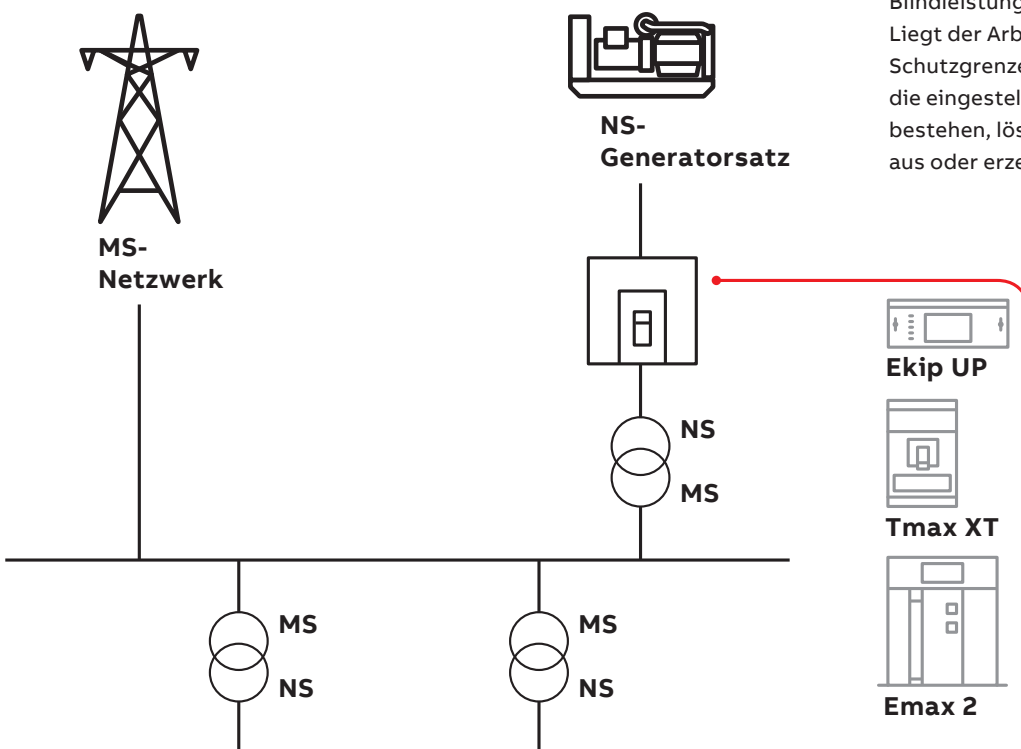 Blindleistung
Liegt der Arb
Schutzgrenze
die eingestel
bestehen, lös
aus oder erze
NS-
Generatorsatz
MS-
Netzwerk
Ekip UP
NS
MS
Tmax XT
MS
NS
MS
NS
Emax 2